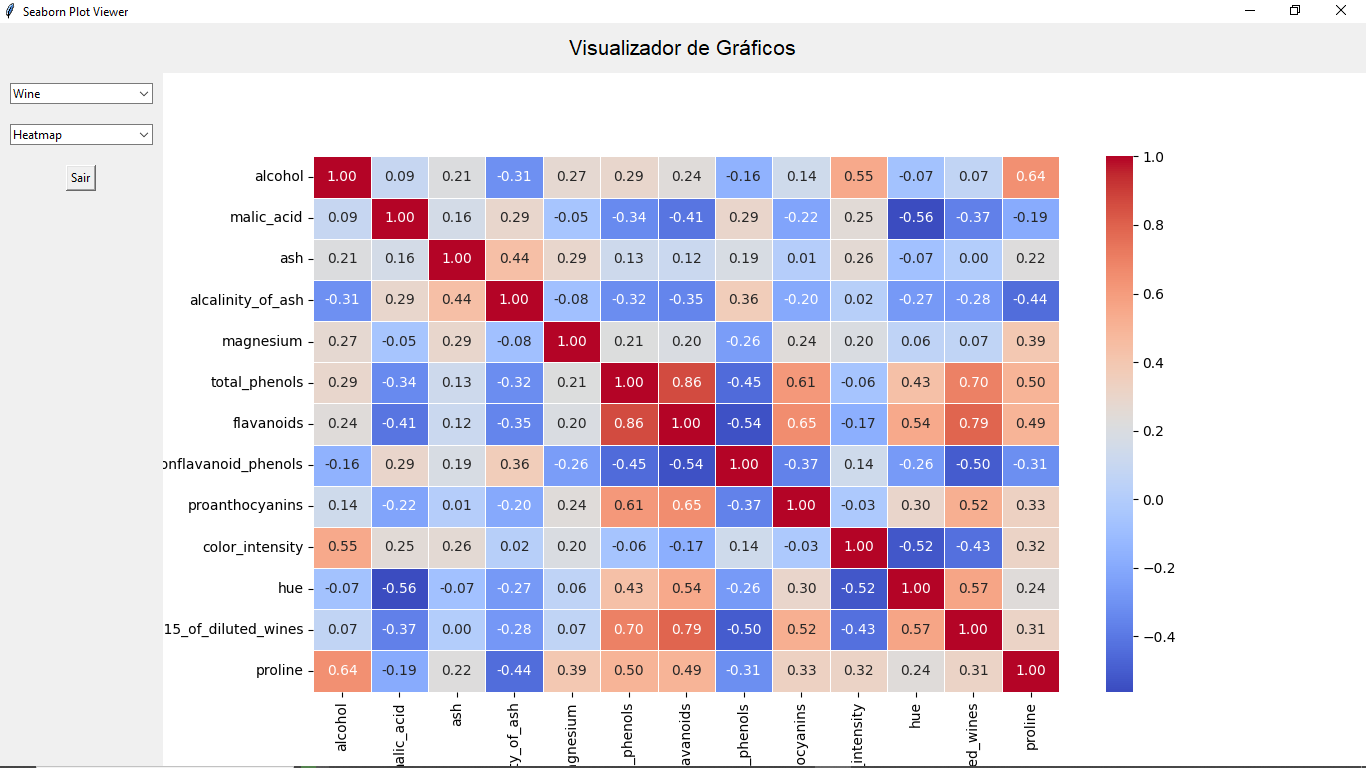 Seaborn Plot Viewer
Visualizador de Gráficos
Wine
Heatmap
Sair
alcohol 1.00 0.09 0.21 -0.31 0.27 0.29 0.24 -0.16 0.14 0.55 -0.07 0.07 0.64
malic_acid 0.09 1.00 0.16 0.29 -0.05 -0.34 -0.41 0.29 -0.22 0.25 -0.56 -0.37 -0.19
ash 0.21 0.16 1.00 0.44 0.29 0.13 0.12 0.19 0.01 0.26 -0.07 0.00 0.22
alcalinity_of_ash -0.31 0.29 0.44 1.00 -0.08 -0.32 -0.35 0.36 -0.20 0.02 -0.27 -0.28 -0.44
magnesium 0.27 -0.05 0.29 -0.08 1.00 0.21 0.20 -0.26 0.24 0.20 0.06 0.07 0.39
total_phenols 0.29 -0.34 0.13 -0.32 0.21 1.00 0.86 -0.45 0.61 -0.06 0.43 0.70 0.50
flavanoids 0.24 -0.41 0.12 -0.35 0.20 0.86 1.00 -0.54 0.65 -0.17 0.54 0.79 0.49
onflavanoid_phenols -0.16 0.29 0.19 0.36 -0.26 -0.45 -0.54 1.00 -0.37 0.14 -0.26 -0.50 -0.31
proanthocyanins 0.14 -0.22 0.01 -0.20 0.24 0.61 0.65 -0.37 1.00 -0.03 0.30 0.52 0.33
color_intensity 0.55 0.25 0.26 0.02 0.20 -0.06 -0.17 0.14 -0.03 1.00 -0.52 -0.43 0.32
hue -0.07 -0.56 -0.07 -0.27 0.06 0.43 0.54 -0.26 0.30 -0.52 1.00 0.57 0.24
15_of_diluted_wines 0.07 -0.37 0.00 -0.28 0.07 0.70 0.79 -0.50 0.52 -0.43 0.57 1.00 0.31
proline 0.64 -0.19 0.22 -0.44 0.39 0.50 0.49 -0.31 0.33 0.32 0.24 0.31 1.00
alcohol
alic_acid
ash
y_of_ash
gnesium
_phenols
avanoids
_phenols
ocyanins
_intensity
hue
ed_wines
proline
1.0
0.8
0.6
0.4
0.2
0.0
−0.2
−0.4